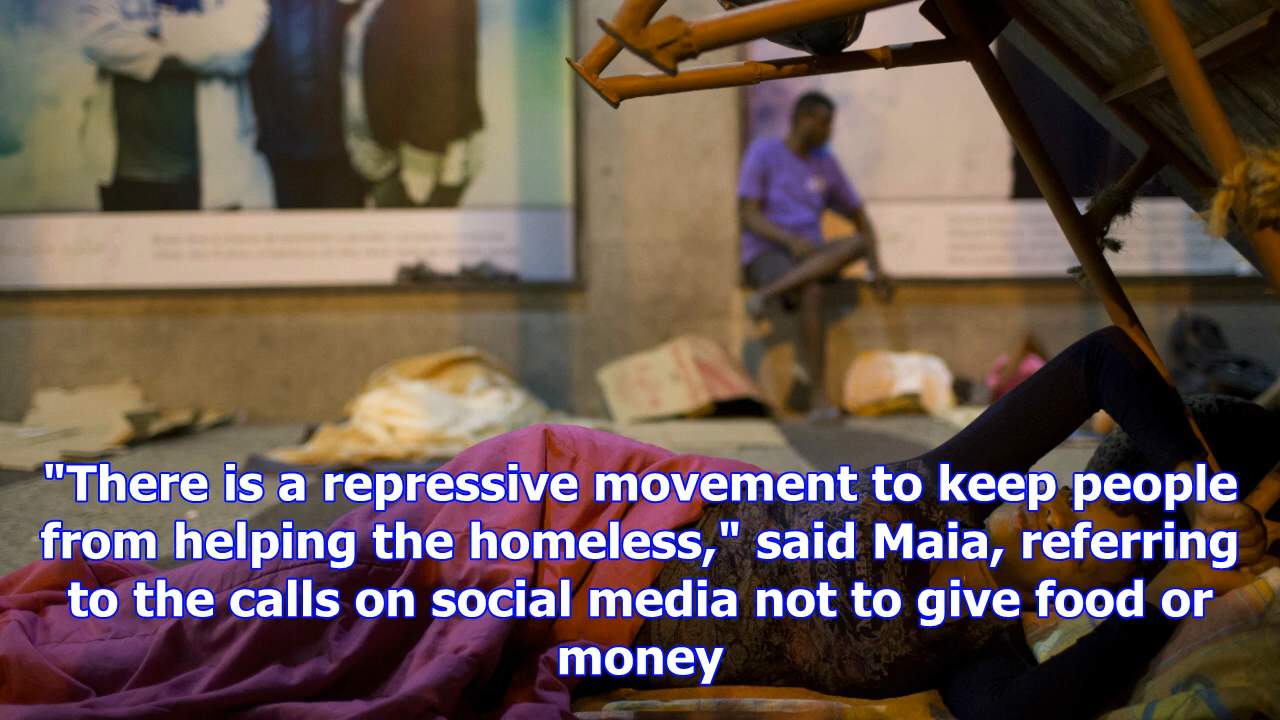 "There is a repressive movement to keep people
from helping the homeless," said Maia, referring
to the calls on social media not to give food or
money